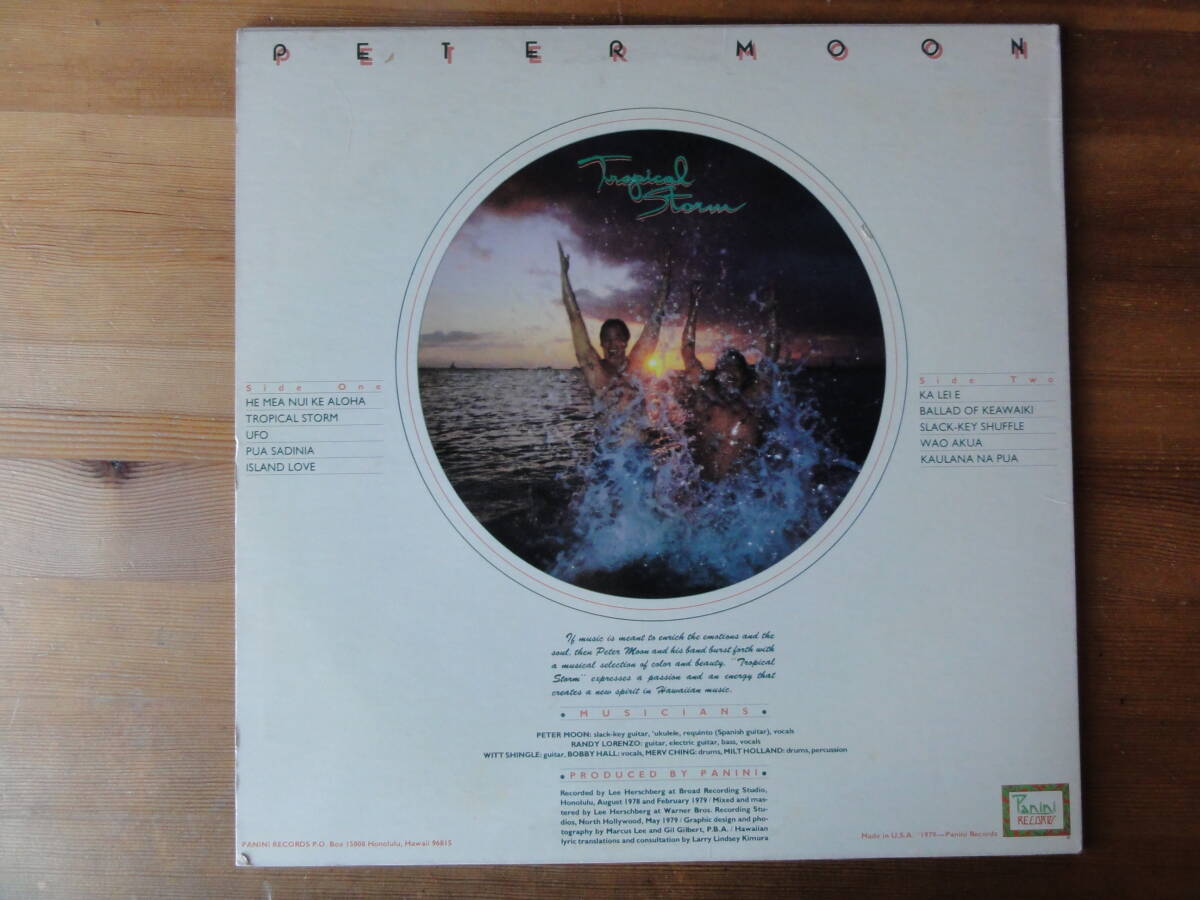 PETER MOON
Tropical
Storm
Side One
HE MEA NUI KE ALOHA
TROPICAL STORM
UFO
PUA SADINIA
ISLAND LOVE
Side Two
KA LEI E
BALLAD OF KEAWAIKI
SLACK-KEY SHUFFLE
WAO AKUA
KAULANA NA PUA
If music is meant to enrich the emotions and the
soul, then Peter Moon and his band burst forth with
a musical selection of color and beauty. "Tropical
Storm" expresses a passion and an energy that
creates a new spirit in Hawaiian music.
• MUSICIANS •
PETER MOON: slack-key guitar, 'ukulele, requinto (Spanish guitar), vocals
RANDY LORENZO: guitar, electric guitar, bass, vocals
WITT SHINGLE: guitar, BOBBY HALL: vocals, MERV CHING: drums, MILT HOLLAND: drums, percussion
• PRODUCED BY PANINI •
Recorded by Lee Herschberg at Broad Recording Studio,
Honolulu, August 1978 and February 1979 / Mixed and mas-
tered by Lee Herschberg at Warner Bros. Recording Stu-
dios, North Hollywood, May 1979 / Graphic design and pho-
tography by Marcus Lee and Gil Gilbert, P.B.A. / Hawaiian
lyric translations and consultation by Larry Lindsey Kimora
PANINI RECORDS P.O. Box 15808 Honolulu, Hawaii 96815
Made in U.S.A. 1979—Panini Records
Panini
RECORDS